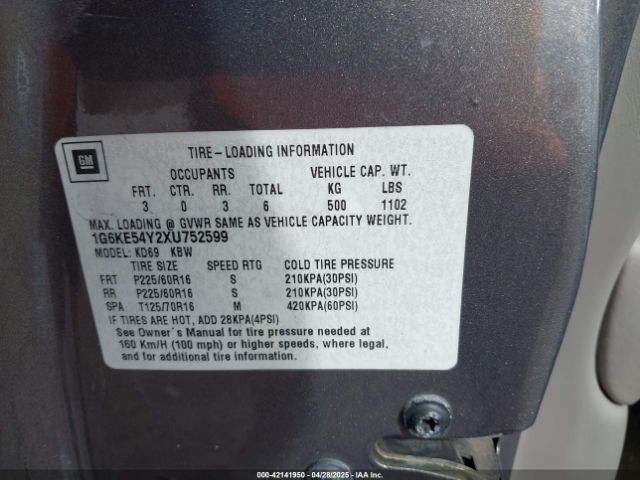 GM
TIRE-LOADING INFORMATION
OCCUPANTS VEHICLE CAP. WT.
FRT. CTR. RR. TOTAL KG LBS
3 0 3 6 500 1102
MAX. LOADING @ GVWR SAME AS VEHICLE CAPACITY WEIGHT.
1G6KE54Y2XU752599
MODEL: KD69 KBW
TIRE SIZE SPEED RTG COLD TIRE PRESSURE
FRT P225/60R16 S 210KPA(30PSI)
RR P225/60R16 S 210KPA(30PSI)
SPA T125/70R16 M 420KPA(60PSI)
IF TIRES ARE HOT, ADD 28KPA(4PSI)
See Owner's Manual for tire pressure needed at
160 Km/H (100 mph) or higher speeds, where legal,
and for additional tire information.
000-42141950 04/28/2025 - Copart